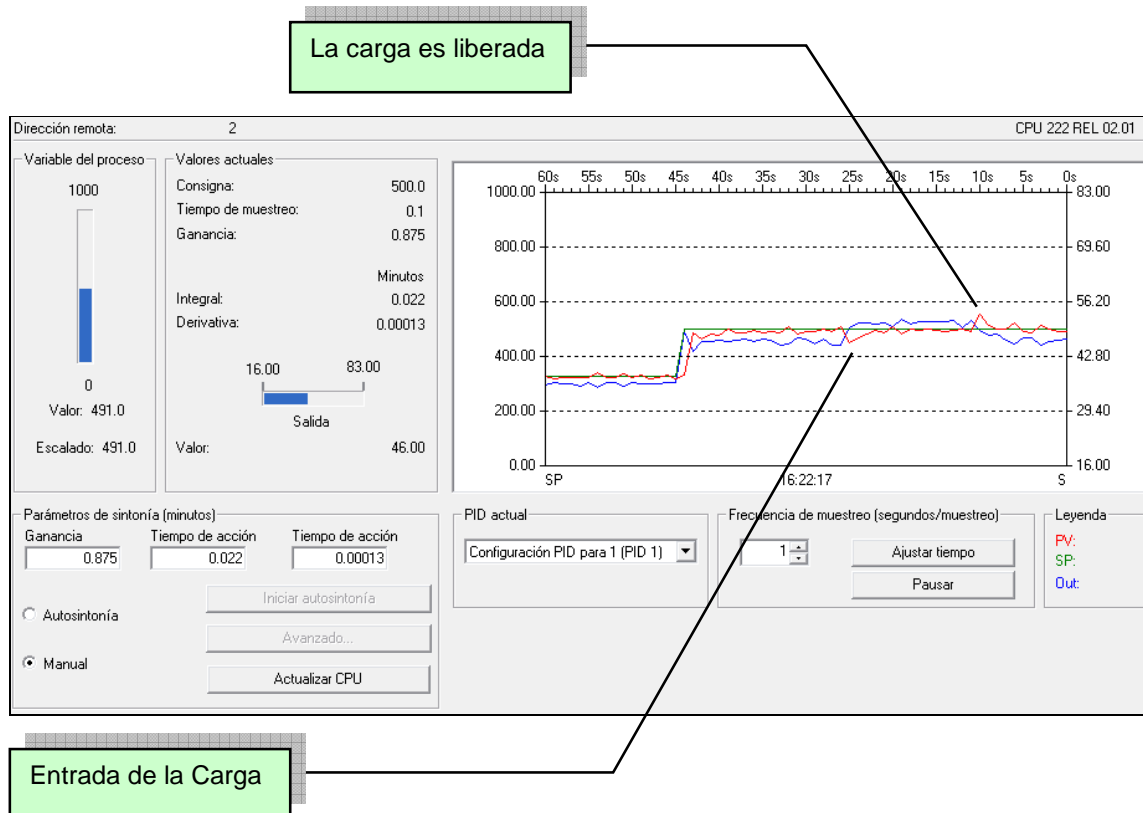 La carga es liberada
Dirección remota: 2 CPU 222 REL 02.01
Variable del proceso
1000
0
Valor: 491.0
Escalado: 491.0
Valores actuales
Consigna: 500.0
Tiempo de muestreo: 0.1
Ganancia: 0.875
Minutos
Integral: 0.022
Derivativa: 0.00013
16.00 83.00
Salida
Valor: 46.00
60s 55s 50s 45s 40s 35s 30s 25s 20s 15s 10s 5s 0s
1000.00 83.00
800.00 69.60
600.00 56.20
400.00 42.80
200.00 29.40
0.00 16.00
SP 16:22:17 S
Parámetros de sintonía (minutos)
Ganancia Tiempo de acción Tiempo de acción
0.875 0.022 0.00013
Autosintonía
Manual
Iniciar autosintonía
Avanzado...
Actualizar CPU
PID actual
Configuración PID para 1 (PID 1)
Frecuencia de muestreo (segundos/muestreo)
1
Ajustar tiempo
Pausar
Leyenda
PV:
SP:
Out:
Entrada de la Carga